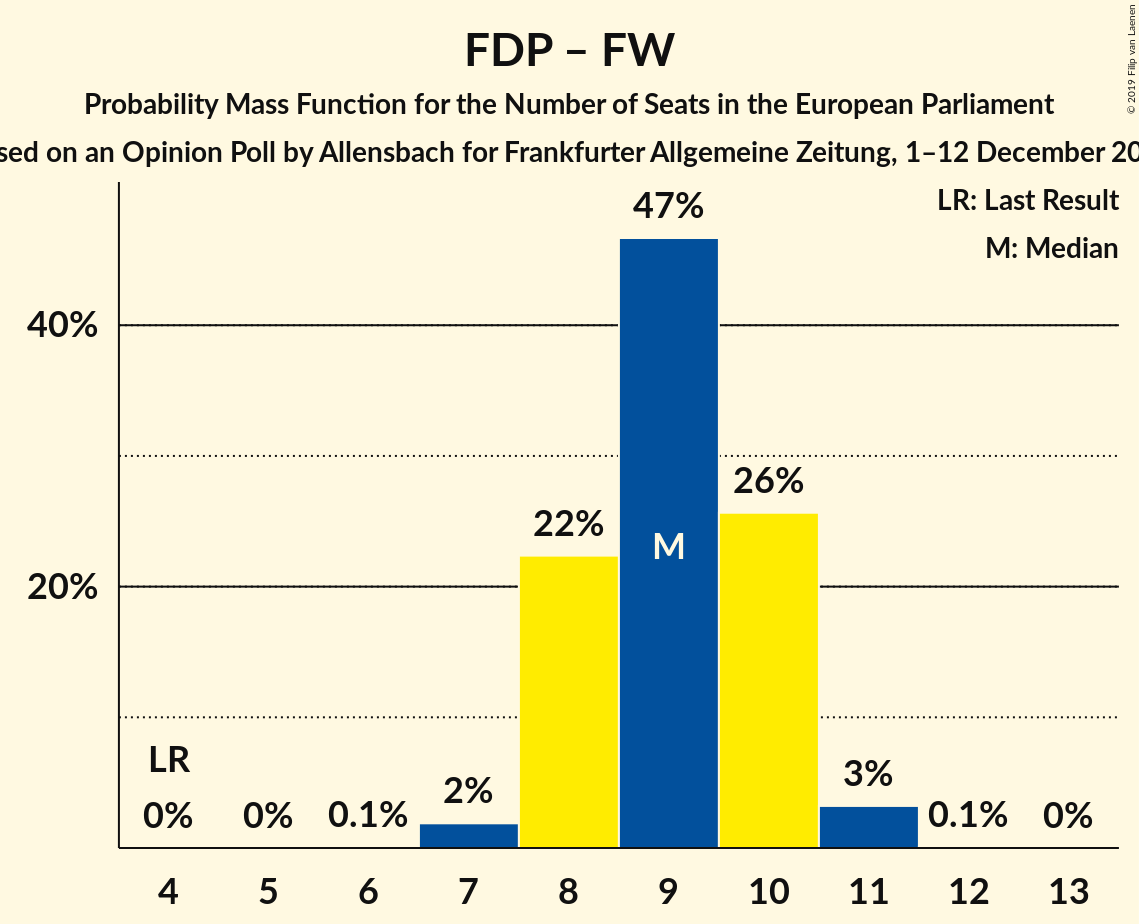 FDP – FW
Probability Mass Function for the Number of Seats in the European Parliament
sed on an Opinion Poll by Allensbach for Frankfurter Allgemeine Zeitung, 1–12 December 20
© 2019 Filip van Laenen
LR: Last Result
M: Median
47%
40%
26%
22%
M
20%
LR
3%
2%
0% 0% 0.1% 0.1% 0%
4 5 6 7 8 9 10 11 12 13